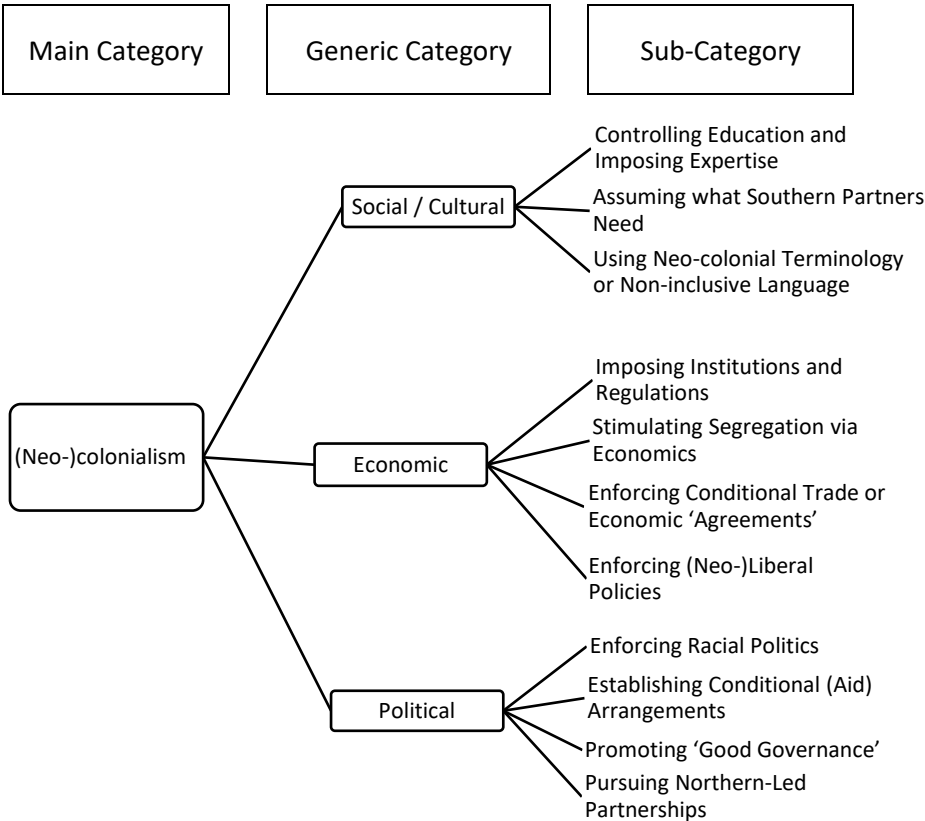 Main Category
Generic Category
Sub-Category
Controlling Education and
Imposing Expertise
Social / Cultural
Assuming what Southern Partners
Need
Using Neo-colonial Terminology
or Non-inclusive Language
Imposing Institutions and
Regulations
Stimulating Segregation via
Economics
(Neo-)colonialism
Economic
Enforcing Conditional Trade or
Economic ‘Agreements’
Enforcing (Neo-)Liberal
Policies
Enforcing Racial Politics
Establishing Conditional (Aid)
Arrangements
Political
Promoting ‘Good Governance’
Pursuing Northern-Led
Partnerships